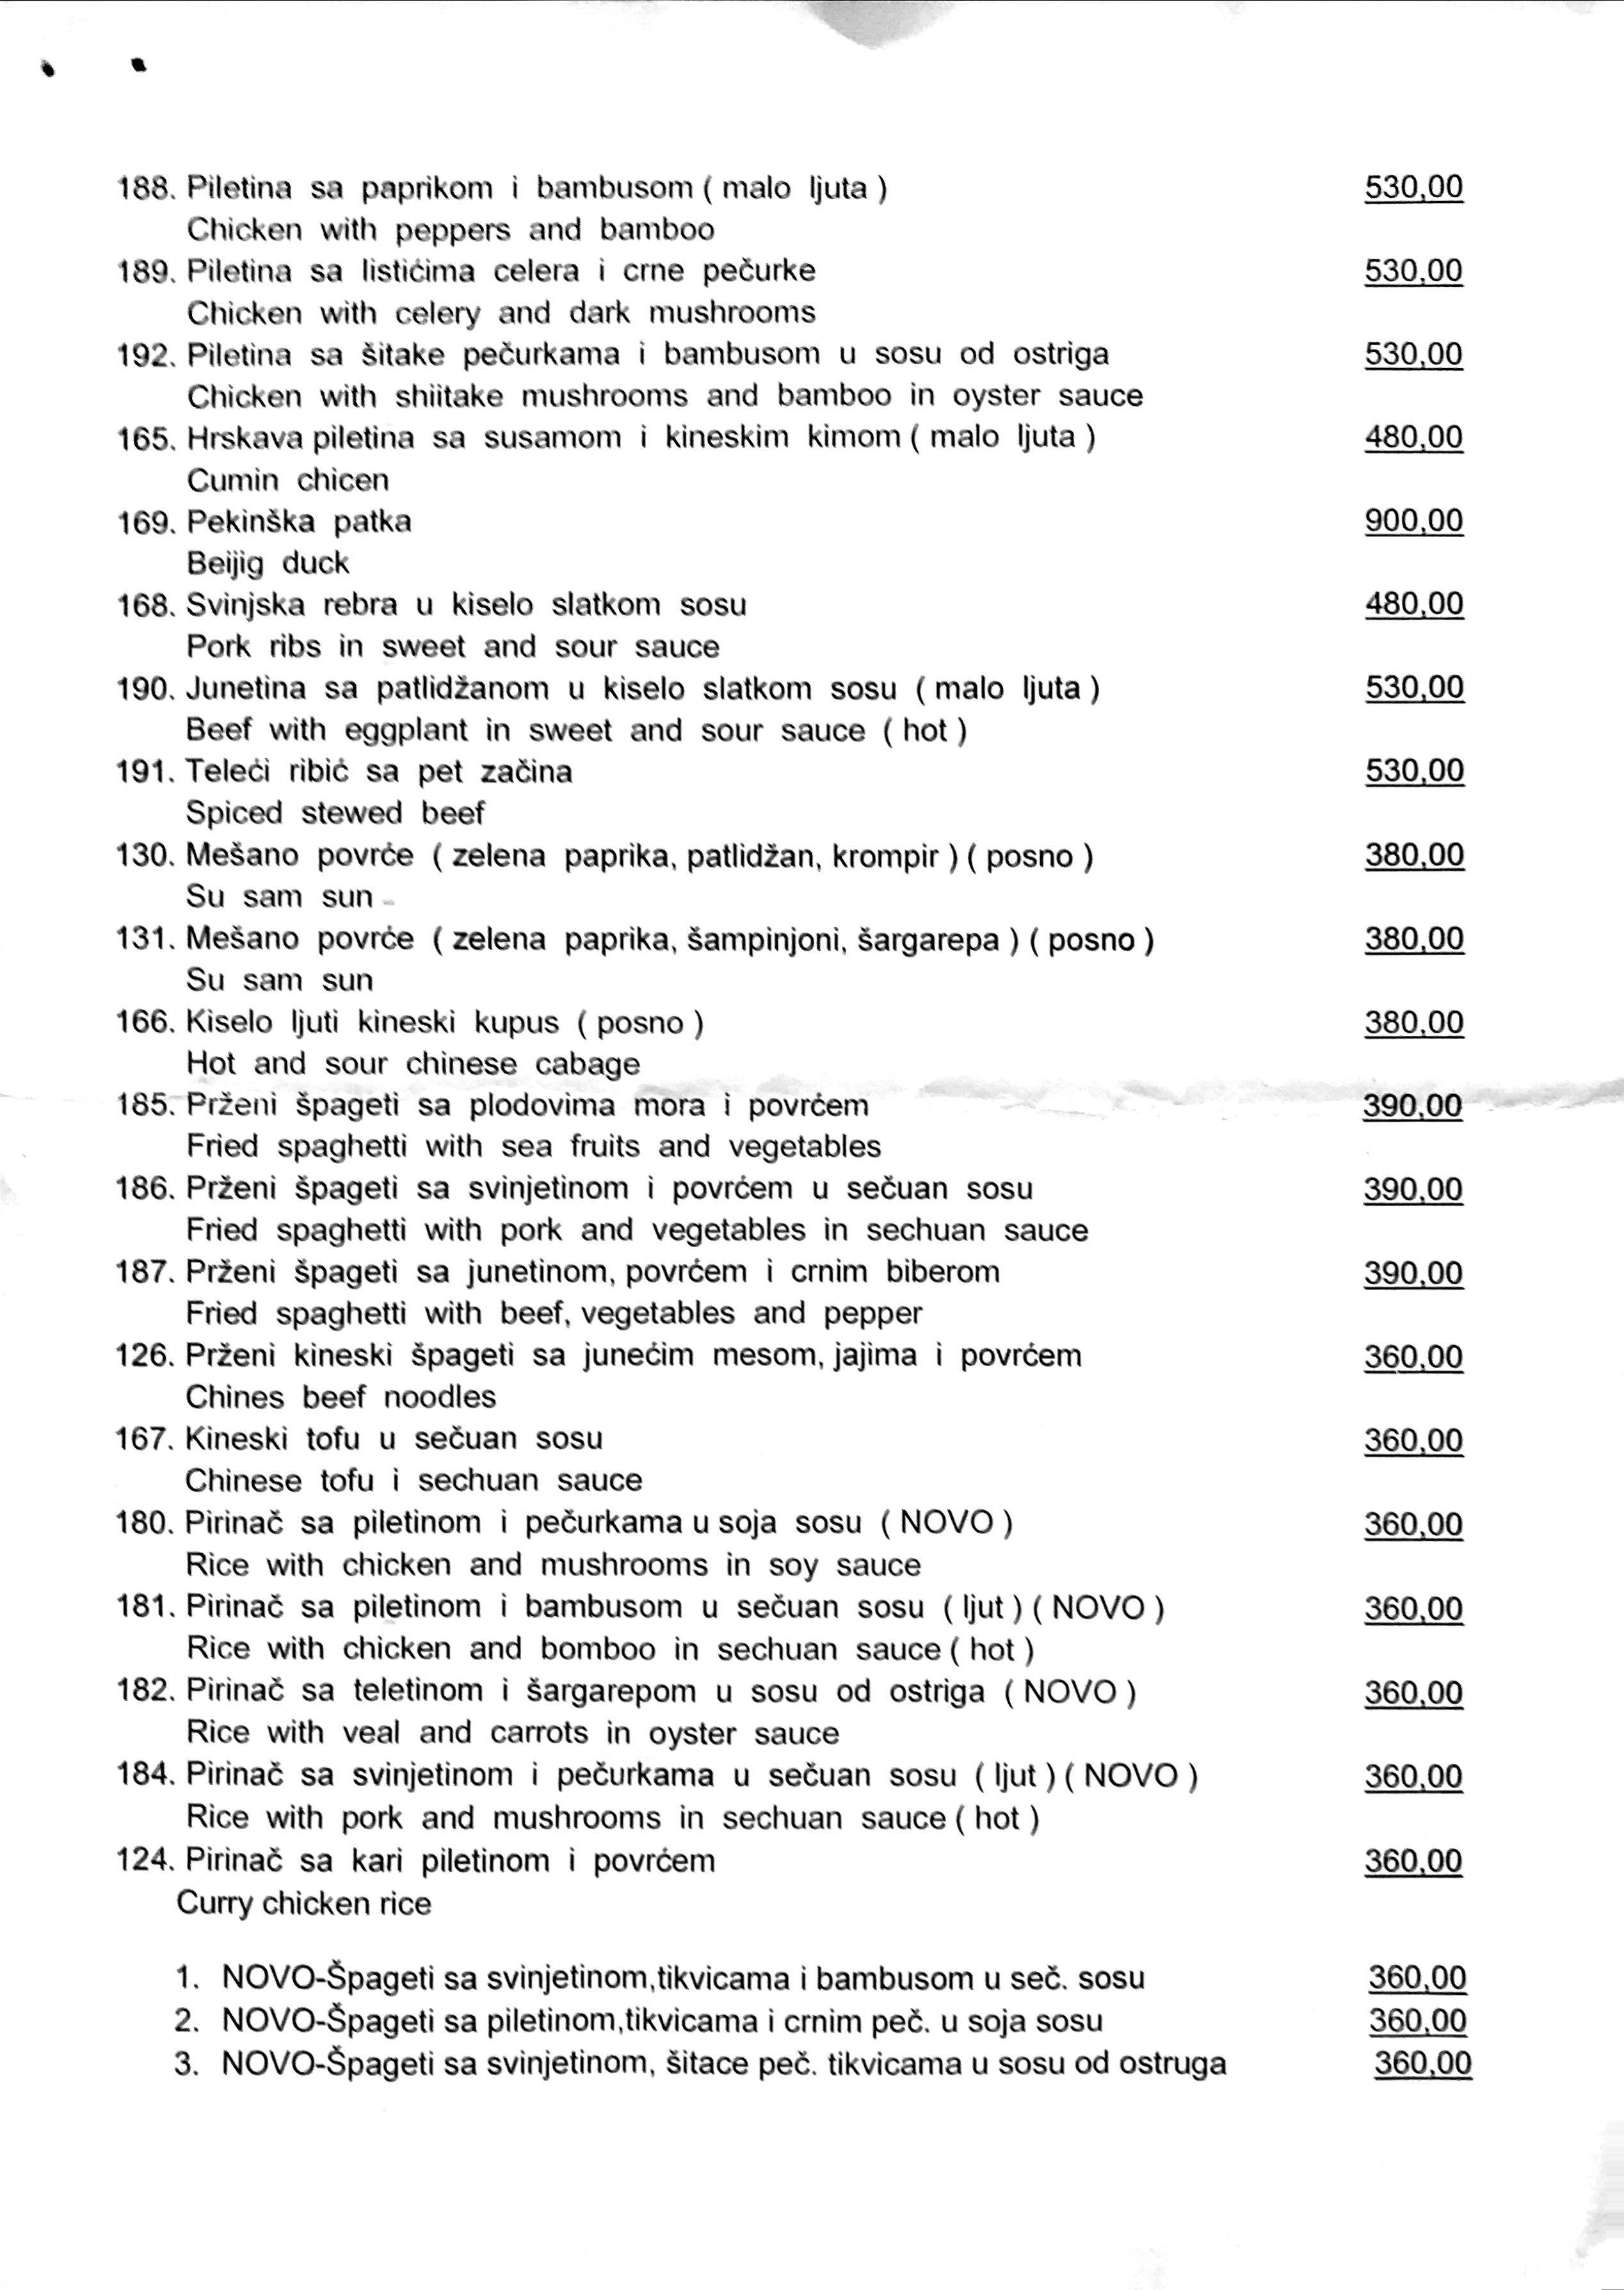 188. Piletina sa paprikom i bambusom ( malo ljuta ) 530,00
Chicken with peppers and bamboo
189. Piletina sa listićima celera i crne pečurke 530,00
Chicken with celery and dark mushrooms
192. Piletina sa šitake pečurkama i bambusom u sosu od ostriga 530,00
Chicken with shiitake mushrooms and bamboo in oyster sauce
165. Hrskava piletina sa susamom i kineskim kimom ( malo ljuta ) 480,00
Cumin chicen
169. Pekinška patka 900,00
Beijig duck
168. Svinjska rebra u kiselo slatkom sosu 480,00
Pork ribs in sweet and sour sauce
190. Junetina sa patlidžanom u kiselo slatkom sosu ( malo ljuta ) 530,00
Beef with eggplant in sweet and sour sauce ( hot )
191. Teleći ribić sa pet začina 530,00
Spiced stewed beef
130. Mešano povrće ( zelena paprika, patlidžan, krompir ) ( posno ) 380,00
Su sam sun
131. Mešano povrće ( zelena paprika, šampinjoni, šargarepa ) ( posno ) 380,00
Su sam sun
166. Kiselo ljuti kineski kupus ( posno ) 380,00
Hot and sour chinese cabage
185. Prženi špageti sa plodovima mora i povrćem 390,00
Fried spaghetti with sea fruits and vegetables
186. Prženi špageti sa svinjetinom i povrćem u sečuan sosu 390,00
Fried spaghetti with pork and vegetables in sechuan sauce
187. Prženi špageti sa junetinom, povrćem i crnim biberom 390,00
Fried spaghetti with beef, vegetables and pepper
126. Prženi kineski špageti sa junećim mesom, jajima i povrćem 360,00
Chines beef noodles
167. Kineski tofu u sečuan sosu 360,00
Chinese tofu i sechuan sauce
180. Pirinač sa piletinom i pečurkama u soja sosu ( NOVO ) 360,00
Rice with chicken and mushrooms in soy sauce
181. Pirinač sa piletinom i bambusom u sečuan sosu ( ljut ) ( NOVO ) 360,00
Rice with chicken and bomboo in sechuan sauce ( hot )
182. Pirinač sa teletinom i šargarepom u sosu od ostriga ( NOVO ) 360,00
Rice with veal and carrots in oyster sauce
184. Pirinač sa svinjetinom i pečurkama u sečuan sosu ( ljut ) ( NOVO ) 360,00
Rice with pork and mushrooms in sechuan sauce ( hot )
124. Pirinač sa kari piletinom i povrćem 360,00
Curry chicken rice
1. NOVO-Špageti sa svinjetinom,tikvicama i bambusom u seč. sosu 360,00
2. NOVO-Špageti sa piletinom,tikvicama i crnim peč. u soja sosu 360,00
3. NOVO-Špageti sa svinjetinom, šitace peč. tikvicama u sosu od ostruga 360,00